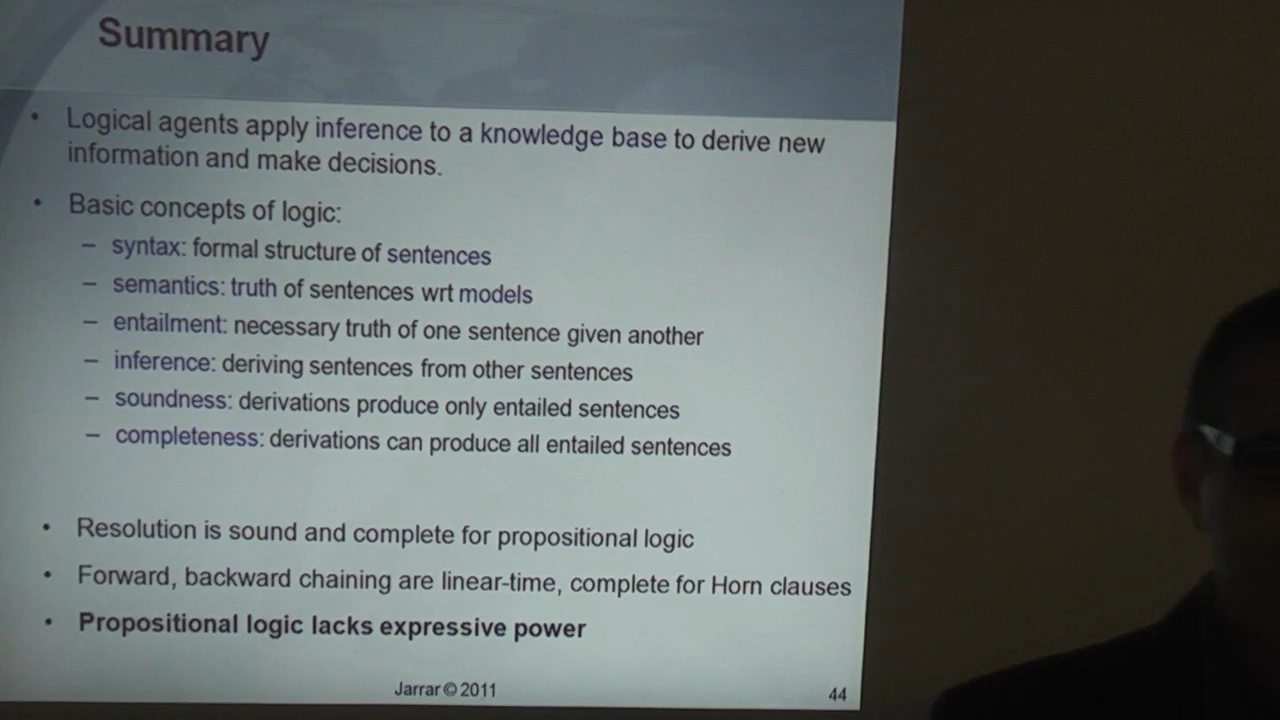 Summary
• Logical agents apply inference to a knowledge base to derive new
information and make decisions.
• Basic concepts of logic:
– syntax: formal structure of sentences
– semantics: truth of sentences wrt models
– entailment: necessary truth of one sentence given another
– inference: deriving sentences from other sentences
– soundness: derivations produce only entailed sentences
– completeness: derivations can produce all entailed sentences
• Resolution is sound and complete for propositional logic
• Forward, backward chaining are linear-time, complete for Horn clauses
• Propositional logic lacks expressive power
Jarrar © 2011
44